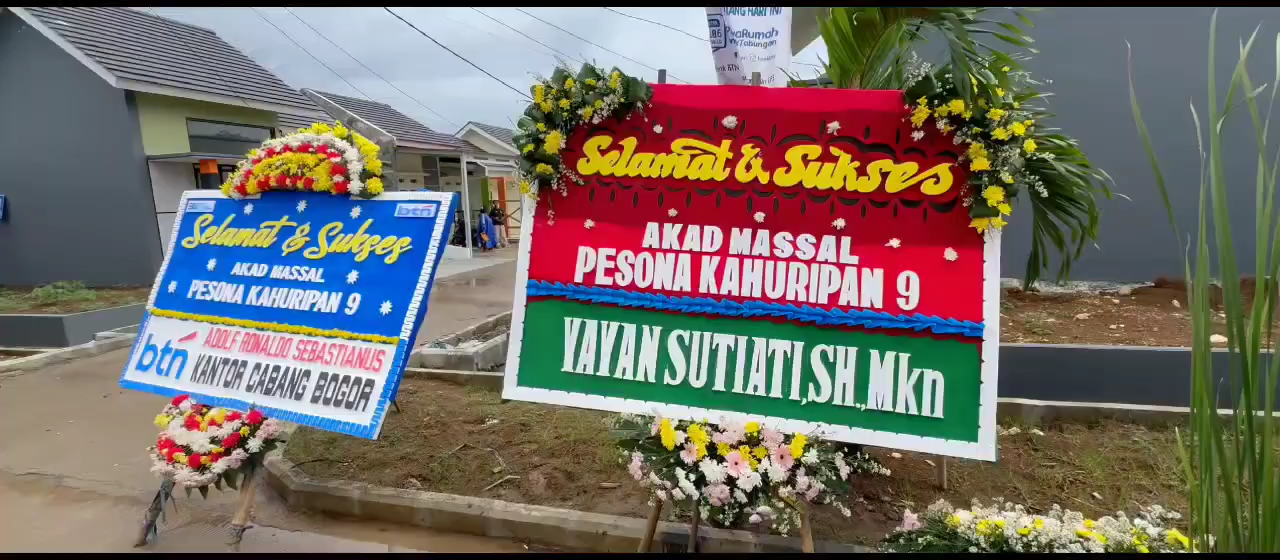 btn
Selamat & Sukses
AKAD MASSAL
PESONA KAHURIPAN 9
btn
ADOLF RONALDO SEBASTIANUS
KANTOR CABANG BOGOR
Selamat & Sukses
AKAD MASSAL
PESONA KAHURIPAN 9
YAYAN SUTIATI,SH.,Mkn